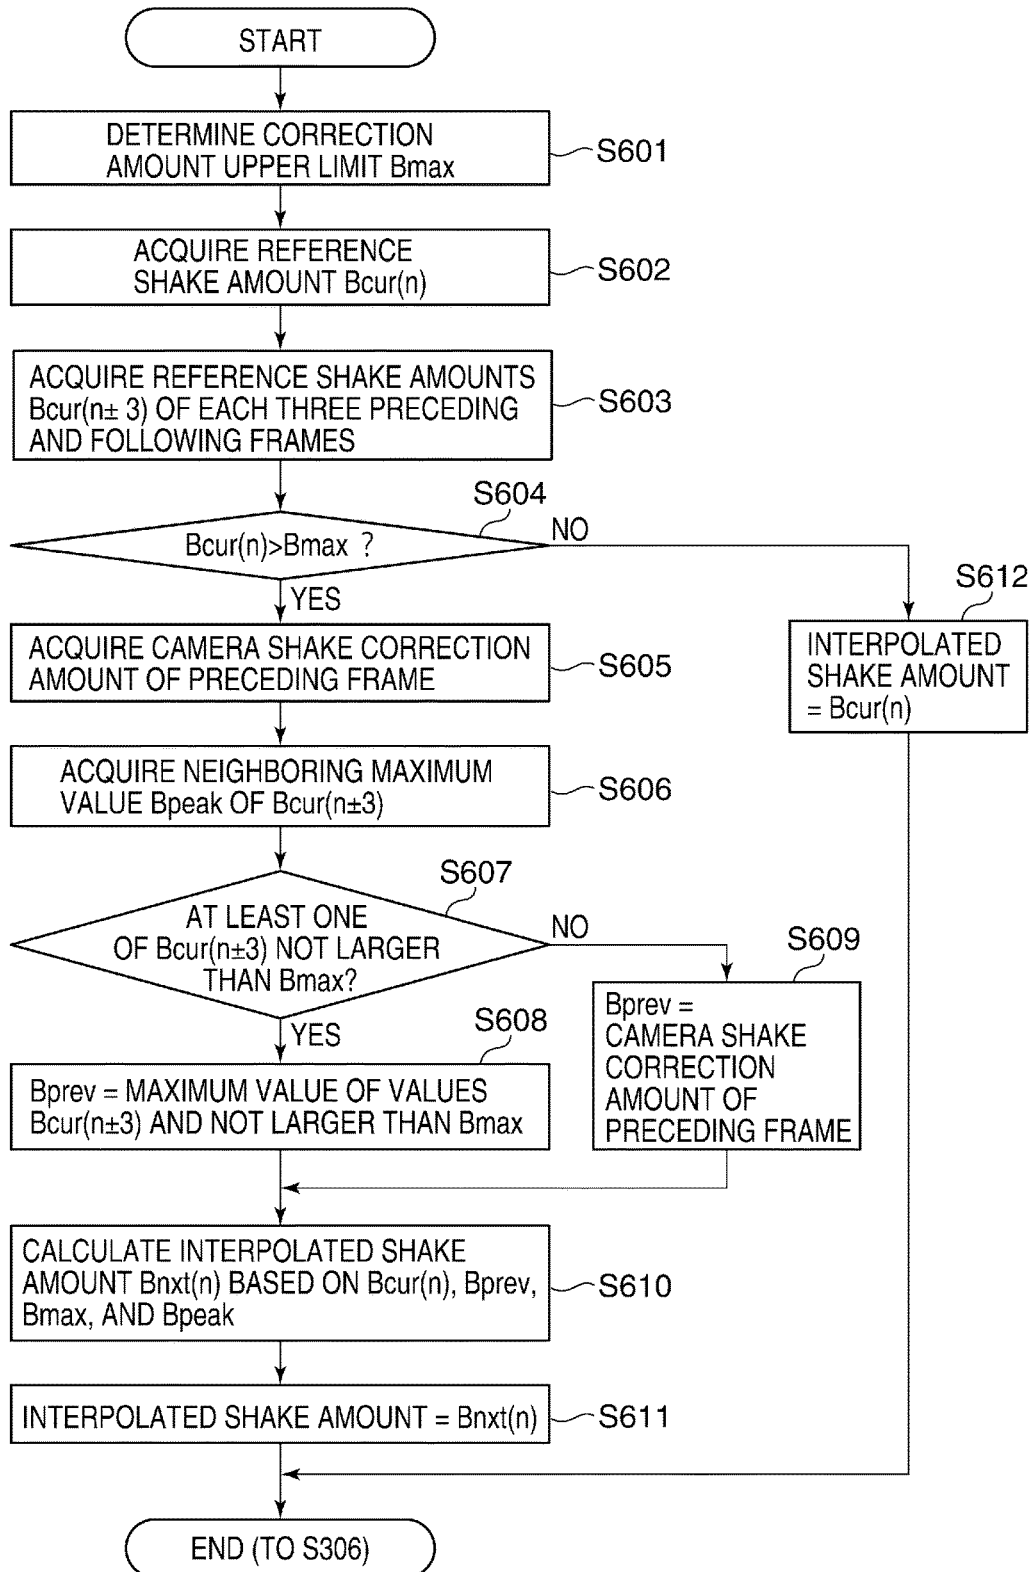 START
DETERMINE CORRECTION
AMOUNT UPPER LIMIT Bmax
S601
ACQUIRE REFERENCE
SHAKE AMOUNT Bcur(n)
S602
ACQUIRE REFERENCE SHAKE AMOUNTS
Bcur(n± 3) OF EACH THREE PRECEDING
AND FOLLOWING FRAMES
S603
S604
Bcur(n)>Bmax ?
NO
YES
S612
INTERPOLATED
SHAKE AMOUNT
= Bcur(n)
ACQUIRE CAMERA SHAKE CORRECTION
AMOUNT OF PRECEDING FRAME
S605
ACQUIRE NEIGHBORING MAXIMUM
VALUE Bpeak OF Bcur(n±3)
S606
S607
AT LEAST ONE
OF Bcur(n±3) NOT LARGER
THAN Bmax?
NO
YES
S609
Bprev =
CAMERA SHAKE
CORRECTION
AMOUNT OF
PRECEDING FRAME
S608
Bprev = MAXIMUM VALUE OF VALUES
Bcur(n±3) AND NOT LARGER THAN Bmax
CALCULATE INTERPOLATED SHAKE
AMOUNT Bnxt(n) BASED ON Bcur(n), Bprev,
Bmax, AND Bpeak
S610
INTERPOLATED SHAKE AMOUNT = Bnxt(n)
S611
END (TO S306)